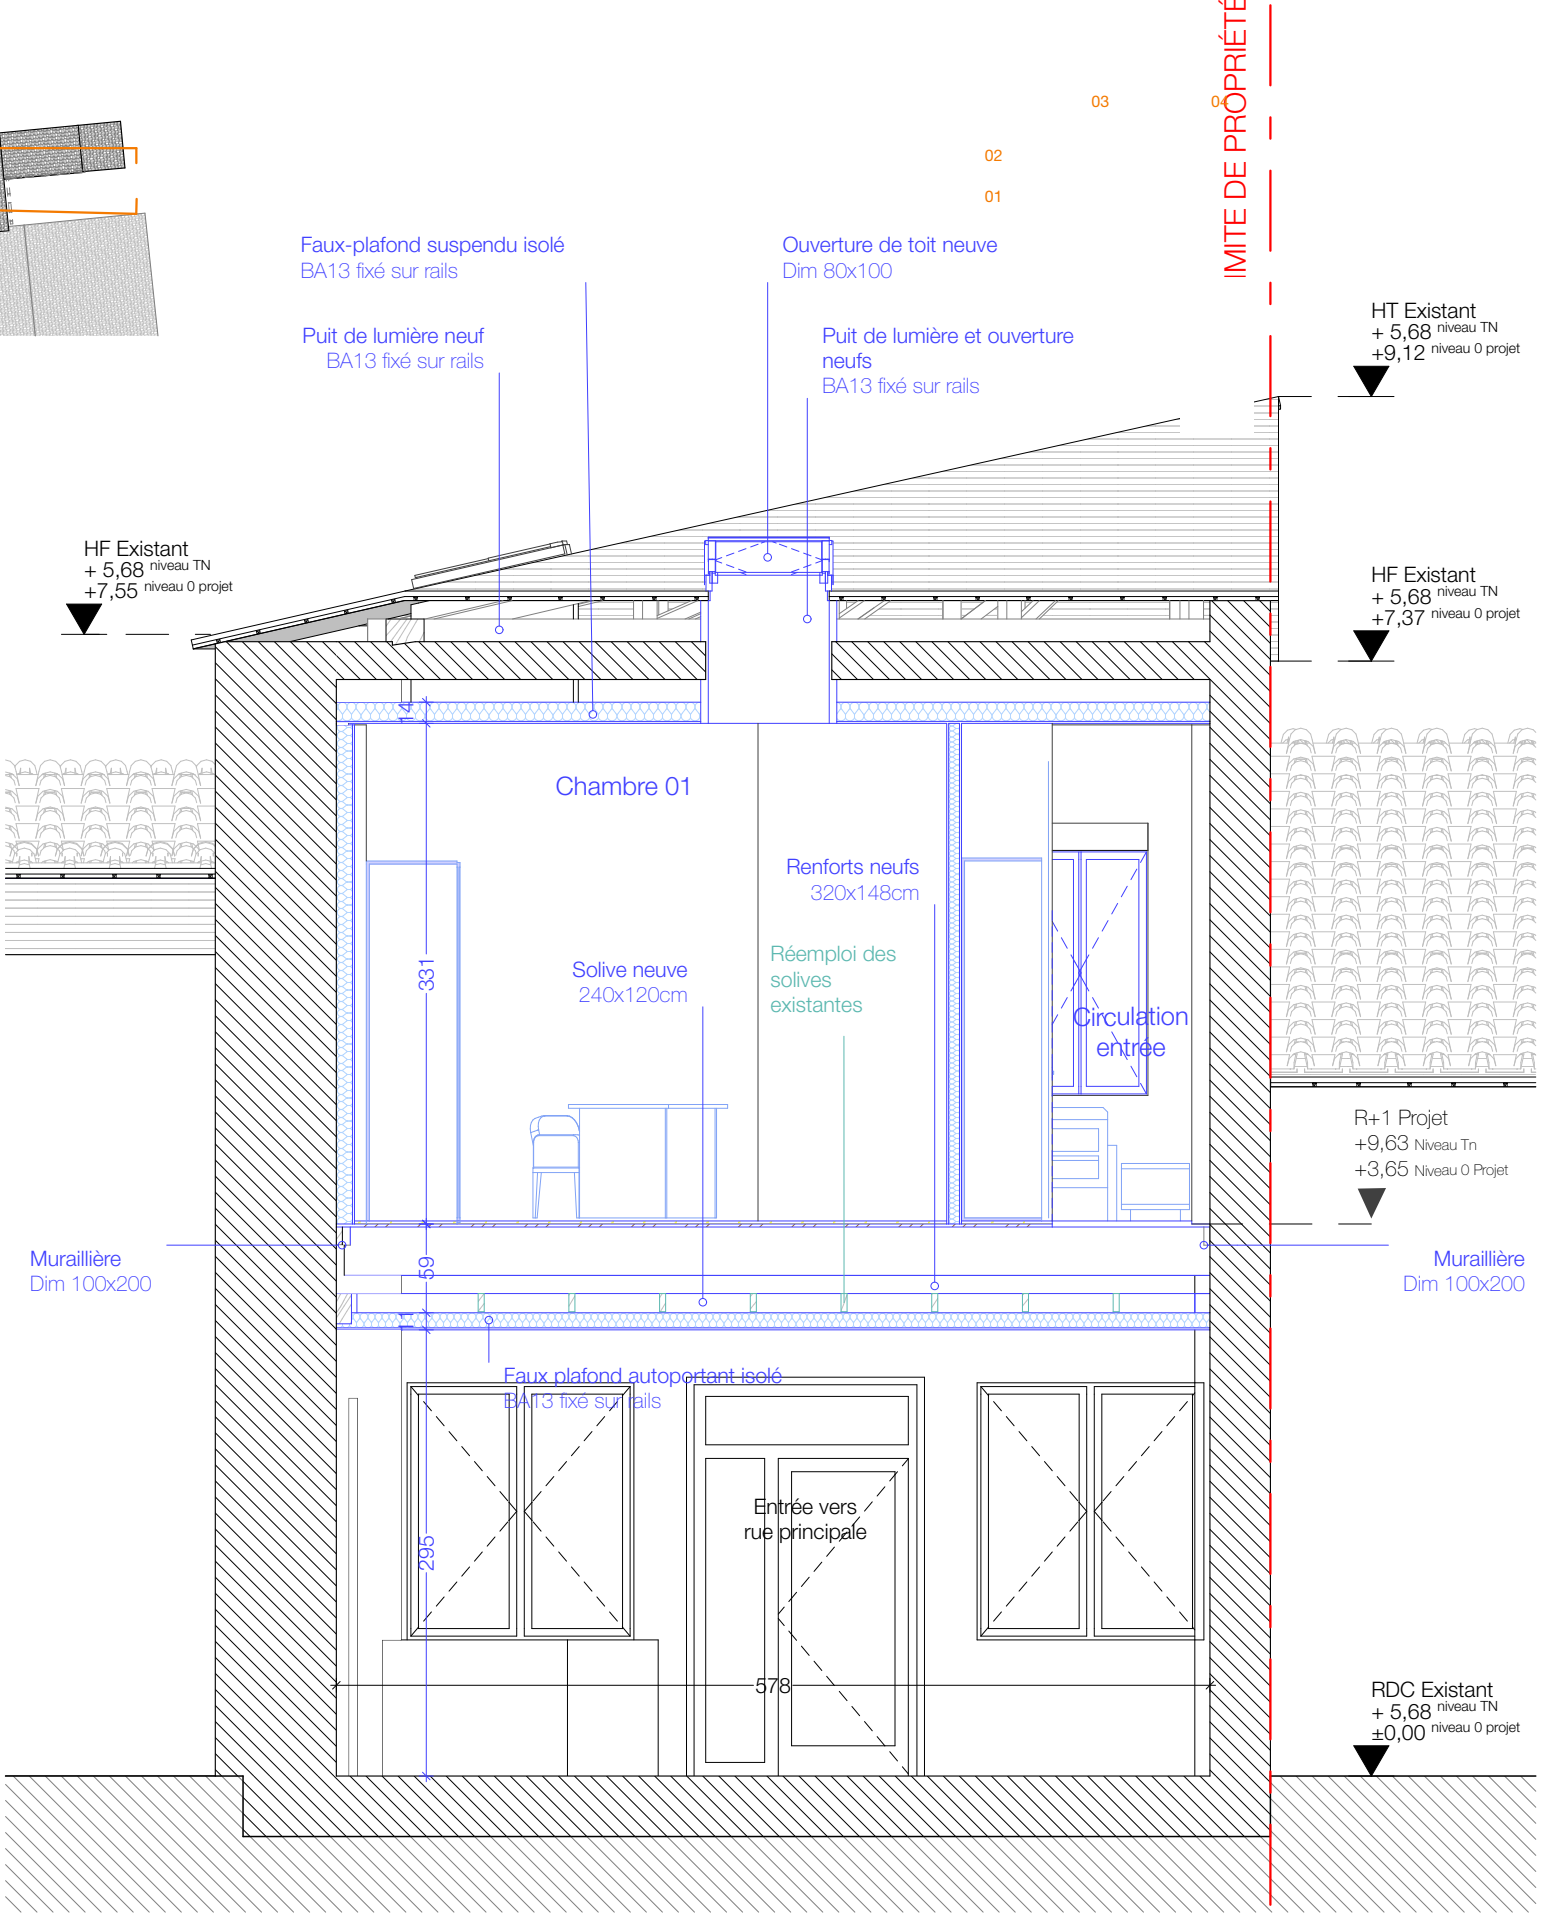 IMITE DE PROPRIÉTÉ
03
04
02
01
Faux-plafond suspendu isolé
BA13 fixé sur rails
Ouverture de toit neuve
Dim 80x100
Puit de lumière neuf
BA13 fixé sur rails
Puit de lumière et ouverture
neufs
BA13 fixé sur rails
HT Existant
+ 5,68 niveau TN
+9,12 niveau 0 projet
HF Existant
+ 5,68 niveau TN
+7,55 niveau 0 projet
HF Existant
+ 5,68 niveau TN
+7,37 niveau 0 projet
14
Chambre 01
Renforts neufs
320x148cm
331
Solive neuve
240x120cm
Réemploi des
solives
existantes
Circulation
entrée
R+1 Projet
+9,63 Niveau Tn
+3,65 Niveau 0 Projet
Muraillière
Dim 100x200
59
Muraillière
Dim 100x200
11
Faux plafond autoportant isolé
BA13 fixé sur rails
295
Entrée vers
rue principale
578
RDC Existant
+ 5,68 niveau TN
±0,00 niveau 0 projet